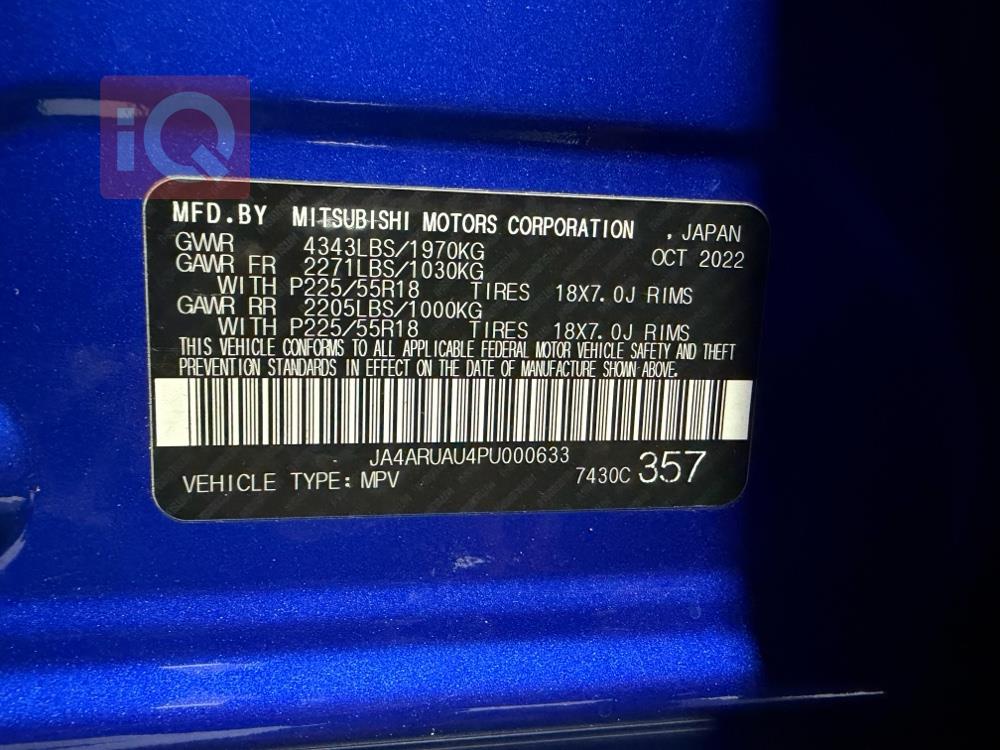 iQ
MFD.BY MITSUBISHI MOTORS CORPORATION , JAPAN
GVWR 4343LBS/1970KG OCT 2022
GAWR FR 2271LBS/1030KG
WITH P225/55R18 TIRES 18X7.0J RIMS
GAWR RR 2205LBS/1000KG
WITH P225/55R18 TIRES 18X7.0J RIMS
THIS VEHICLE CONFORMS TO ALL APPLICABLE FEDERAL MOTOR VEHICLE SAFETY AND THEFT
PREVENTION STANDARDS IN EFFECT ON THE DATE OF MANUFACTURE SHOWN ABOVE.
JA4ARUAU4PU000633
VEHICLE TYPE: MPV 7430C 357